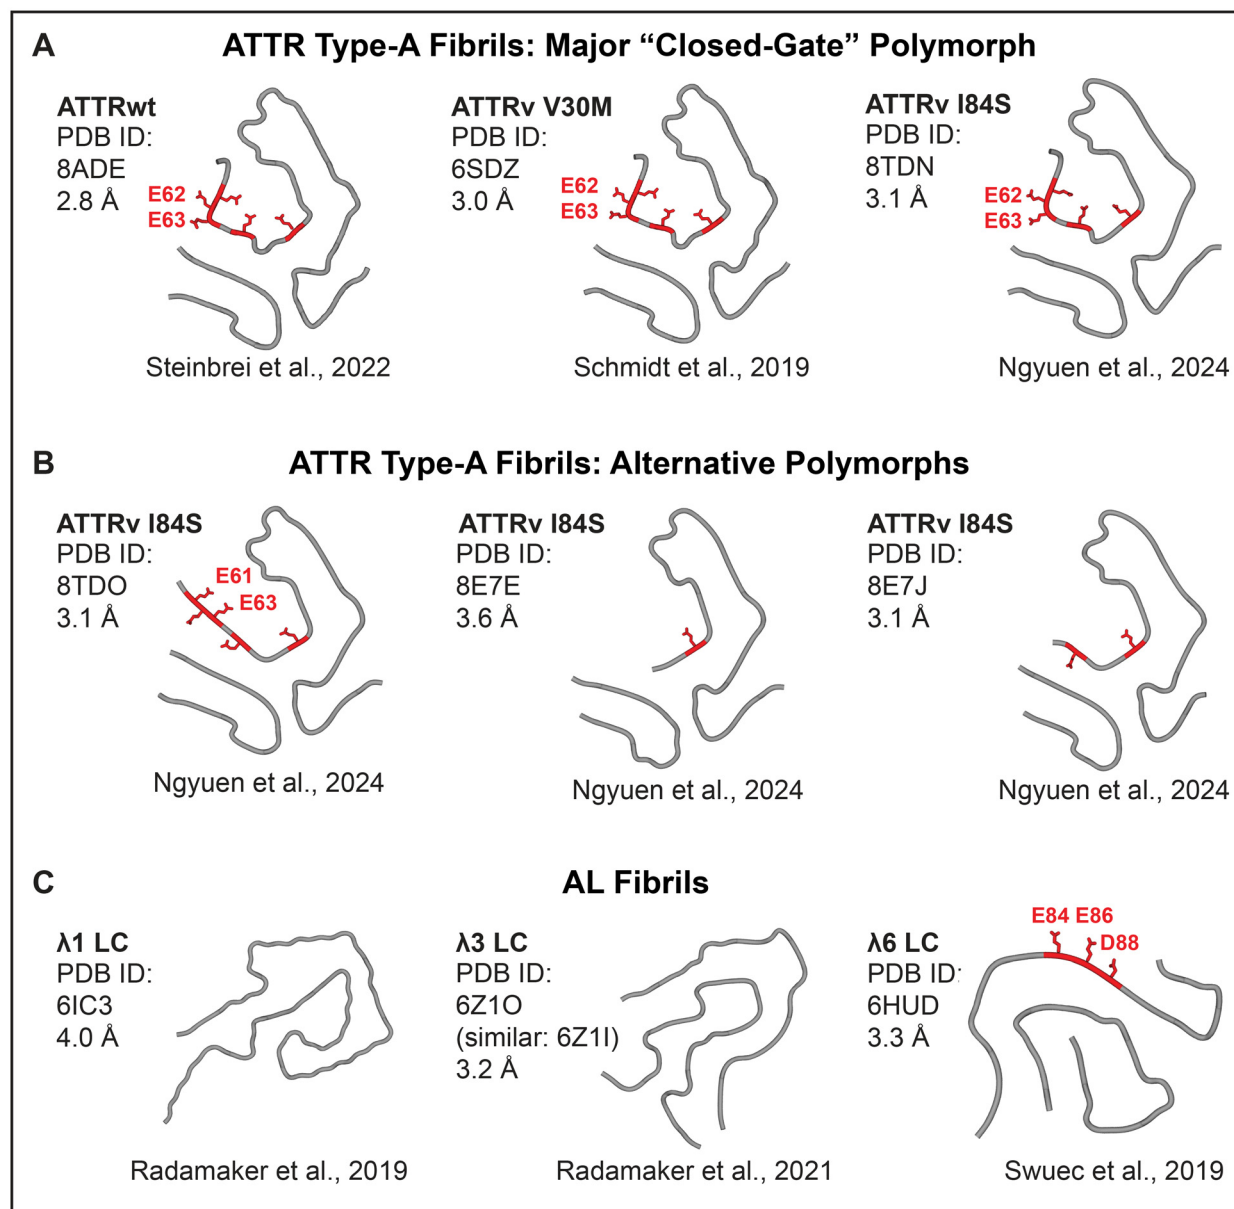 A
ATTR Type-A Fibrils: Major “Closed-Gate” Polymorph
ATTRwt
PDB ID:
8ADE
2.8 Å
E62
E63
Steinbrei et al., 2022
ATTRv V30M
PDB ID:
6SDZ
3.0 Å
E62
E63
Schmidt et al., 2019
ATTRv I84S
PDB ID:
8TDN
3.1 Å
E62
E63
Ngyuen et al., 2024
B
ATTR Type-A Fibrils: Alternative Polymorphs
ATTRv I84S
PDB ID:
8TDO
3.1 Å
E61
E63
Ngyuen et al., 2024
ATTRv I84S
PDB ID:
8E7E
3.6 Å
Ngyuen et al., 2024
ATTRv I84S
PDB ID:
8E7J
3.1 Å
Ngyuen et al., 2024
C
AL Fibrils
λ1 LC
PDB ID:
6IC3
4.0 Å
Radamaker et al., 2019
λ3 LC
PDB ID:
6Z1O
(similar: 6Z1I)
3.2 Å
Radamaker et al., 2021
λ6 LC
PDB ID:
6HUD
3.3 Å
E84 E86
D88
Swuec et al., 2019